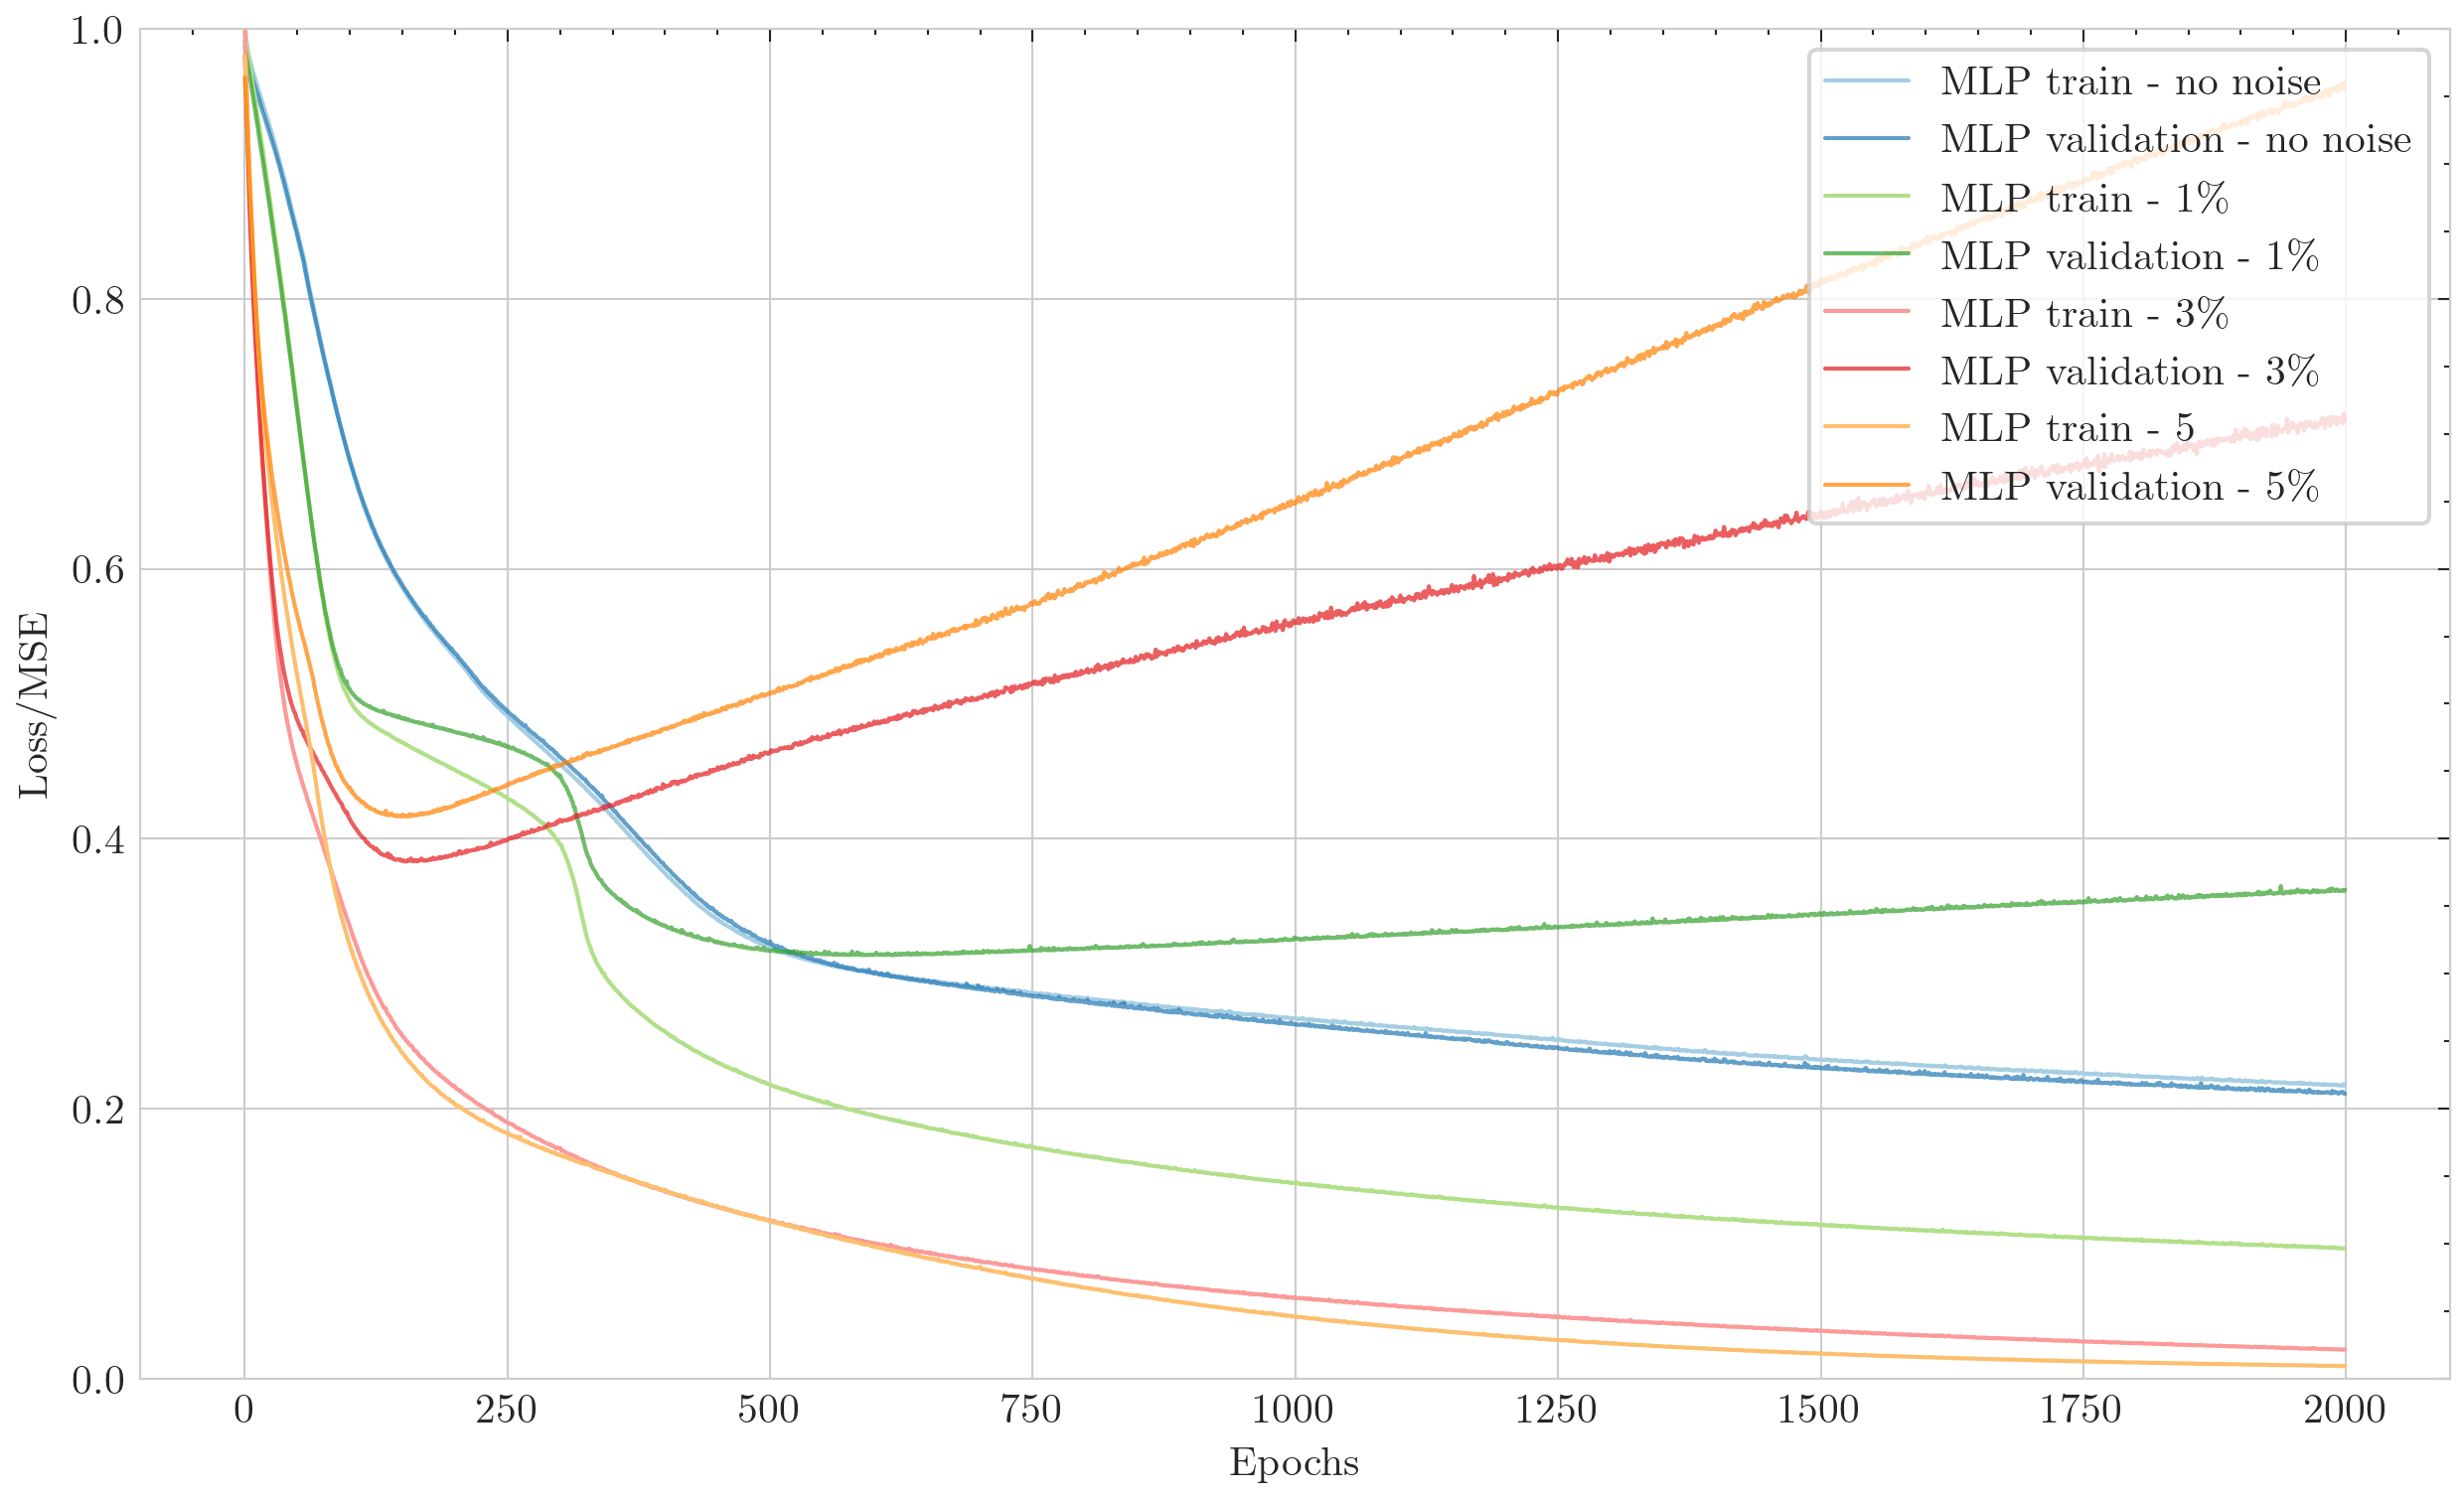 1.0
0.8
0.6
0.4
0.2
0.0
Loss/MSE
MLP train - no noise
MLP validation - no noise
MLP train - 1%
MLP validation - 1%
MLP train - 3%
MLP validation - 3%
MLP train - 5
MLP validation - 5%
0 250 500 750 1000 1250 1500 1750 2000
Epochs